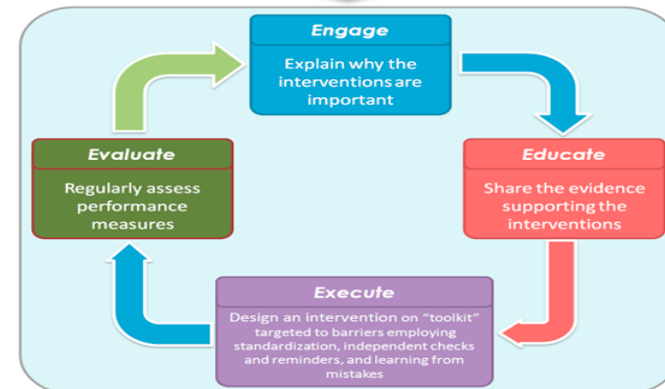 Engage
Explain why the
interventions are
important
Evaluate
Regularly assess
performance
measures
Educate
Share the evidence
supporting the
interventions
Execute
Design an intervention on “toolkit”
targeted to barriers employing
standardization, independent checks
and reminders, and learning from
mistakes